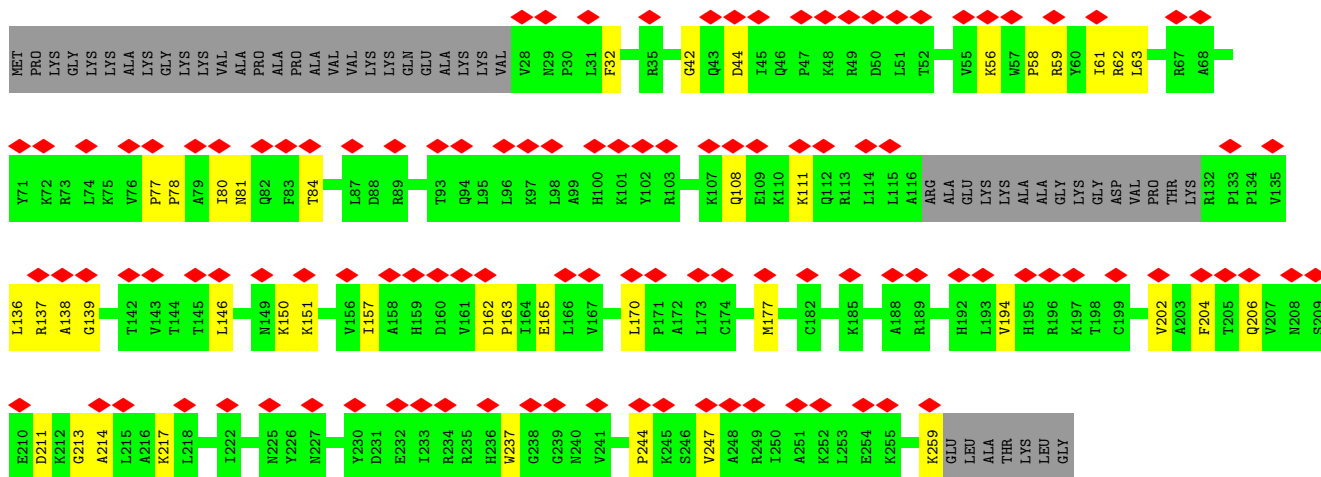 MET PRO LYS GLY LYS LYS ALA LYS GLY LYS LYS VAL ALA PRO ALA PRO ALA VAL VAL LYS LYS GLN GLU ALA LYS LYS VAL V28 N29 P30 L31 F32 R35 G42 Q43 D44 I45 Q46 P47 K48 R49 D50 L51 T52 V55 K56 W57 P58 R59 Y60 I61 R62 L63 R67 A68
Y71 K72 R73 L74 K75 V76 P77 P78 A79 I80 N81 Q82 F83 T84 L87 D88 R89 T93 Q94 L95 L96 K97 L98 A99 H100 K101 Y102 R103 K107 Q108 E109 K110 K111 Q112 R113 L114 L115 A116 ARG ALA GLU LYS LYS ALA ALA GLY LYS GLY ASP VAL PRO THR LYS R132 P133 P134 V135
L136 R137 A138 G139 T142 V143 T144 T145 L146 N149 K150 K151 V156 I157 A158 H159 D160 V161 D162 P163 I164 E165 L166 V167 L170 P171 A172 L173 C174 M177 C182 K185 A188 R189 H192 L193 V194 H195 R196 K197 T198 C199 V202 A203 F204 T205 Q206 V207 N208 S209
E210 D211 K212 G213 A214 L215 A216 K217 L218 I222 N225 Y226 N227 Y230 D231 E232 I233 R234 R235 H236 W237 G238 G239 N240 V241 P244 K245 S246 V247 A248 R249 I250 A251 K252 L253 E254 K255 K259 GLU LEU ALA THR LYS LEU GLY